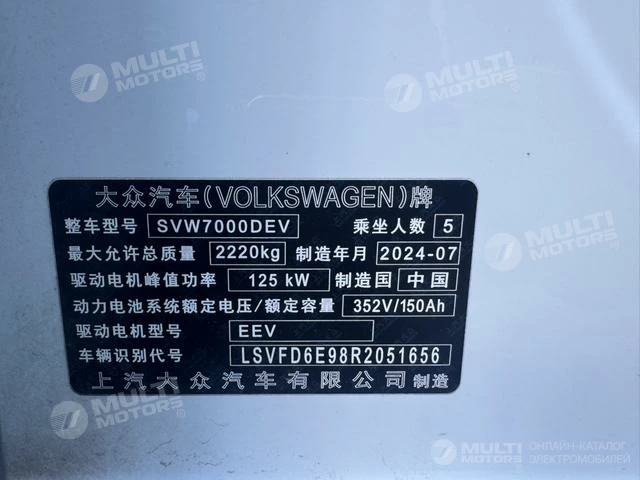 MULTI MOTORS®
MULTI MOTORS®
MULTI MOTORS®
大众汽车(VOLKSWAGEN)牌
整车型号 SVW7000DEV 乘坐人数 5
最大允许总质量 2220kg 制造年月 2024-07
驱动电机峰值功率 125 kW 制造国 中国
动力电池系统额定电压/额定容量 352V/150Ah
驱动电机型号 EEV
车辆识别代号 LSVFD6E98R2051656
上汽大众汽车有限公司 制造
MULTI MOTORS®
MULTI MOTORS®
ОНЛАЙН-КАТАЛОГ
ЭЛЕКТРОМОБИЛЕЙ